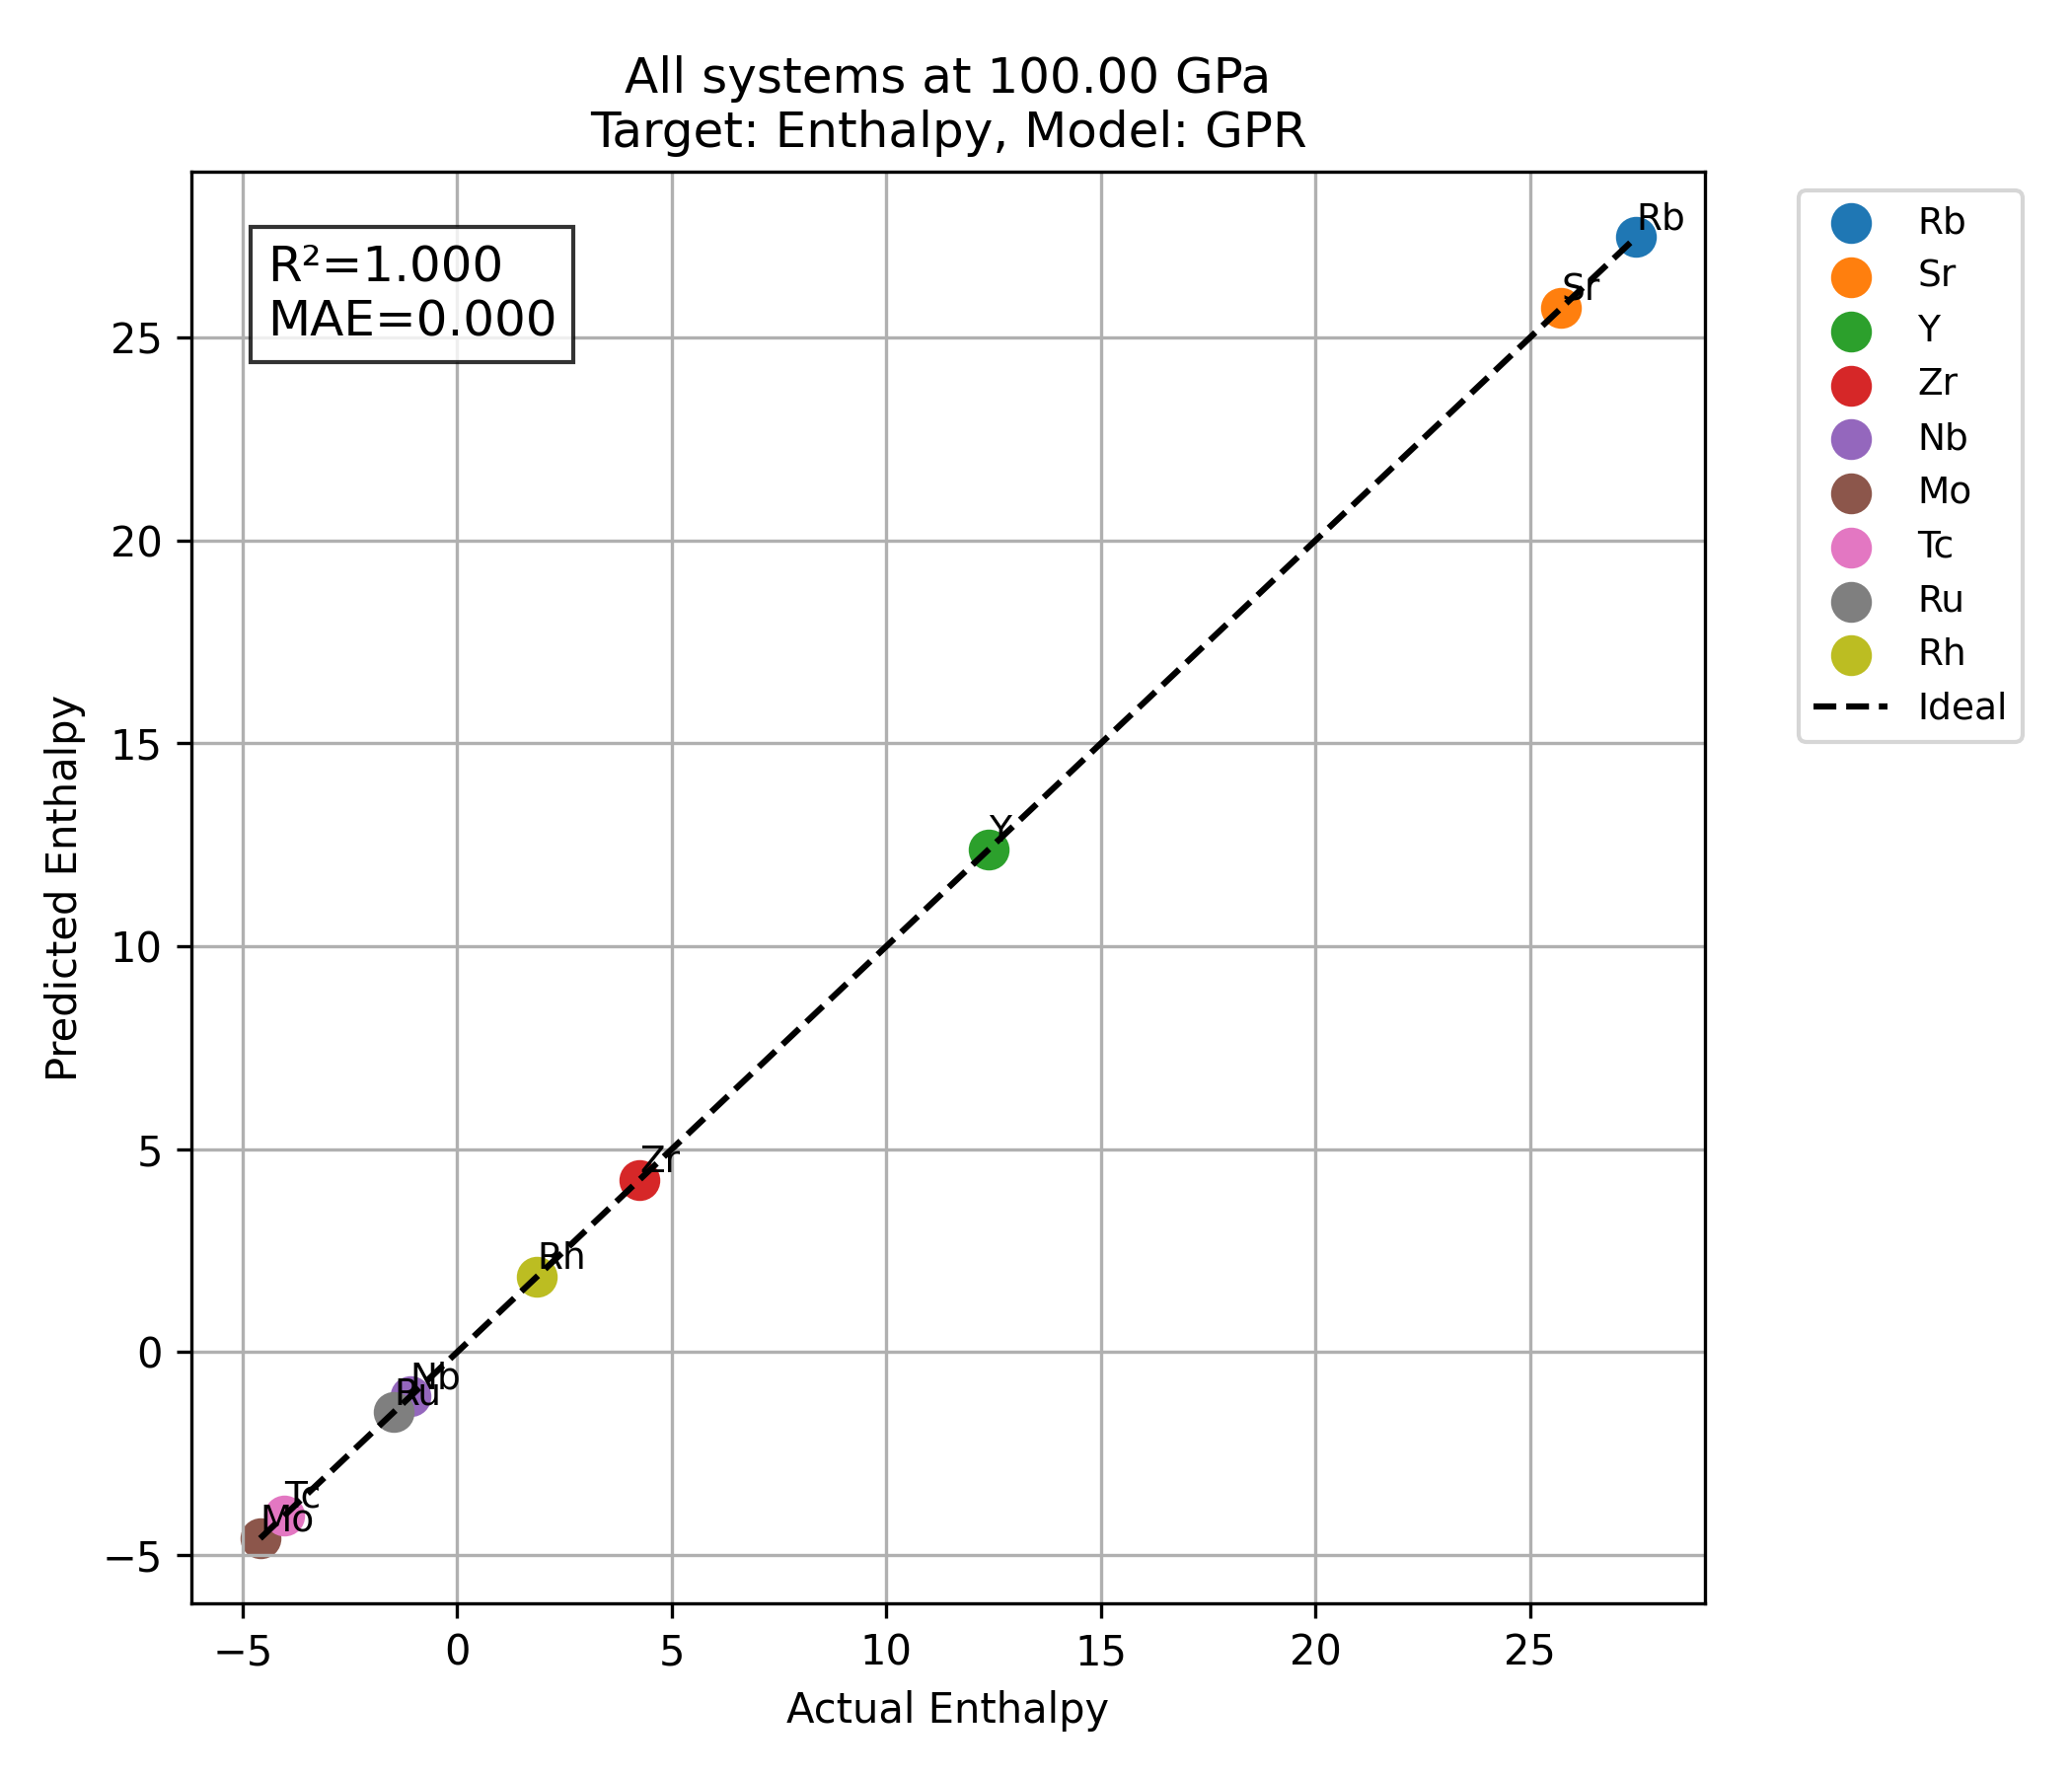 All systems at 100.00 GPa
Target: Enthalpy, Model: GPR
R²=1.000
MAE=0.000
Rb
Sr
Y
Zr
Rh
Nb
Ru
Tc
Mo
Predicted Enthalpy
25
20
15
10
5
0
−5
−5
0
5
10
15
20
25
Actual Enthalpy
Rb
Sr
Y
Zr
Nb
Mo
Tc
Ru
Rh
Ideal